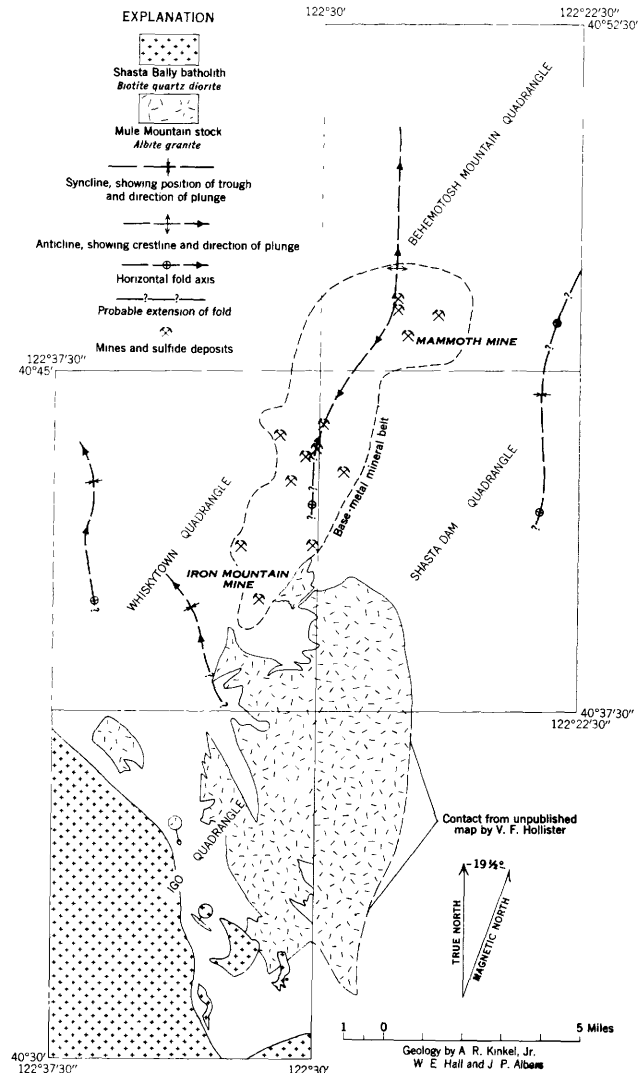 EXPLANATION
Shasta Bally batholith
Biotite quartz diorite
Mule Mountain stock
Albite granite
Syncline, showing position of trough
and direction of plunge
Anticline, showing crestline and direction of plunge
Horizontal fold axis
?
?
Probable extension of fold
Mines and sulfide deposits
122°30'
122°22'30"
40°52'30"
BEHEMOTOSH MOUNTAIN QUADRANGLE
MAMMOTH MINE
122°37'30"
40°45'
?
?
?
?
?
Base-metal mineral belt
WHISKYTOWN QUADRANGLE
SHASTA DAM QUADRANGLE
?
IRON MOUNTAIN
MINE
?
?
?
40°37'30"
122°22'30"
Contact from unpublished
map by V. F. Hollister
IGO QUADRANGLE
19½°
TRUE NORTH
MAGNETIC NORTH
40°30'
122°37'30"
122°30'
1 0 5 Miles
Geology by A R. Kinkel, Jr.
W E Hall and J P. Albers